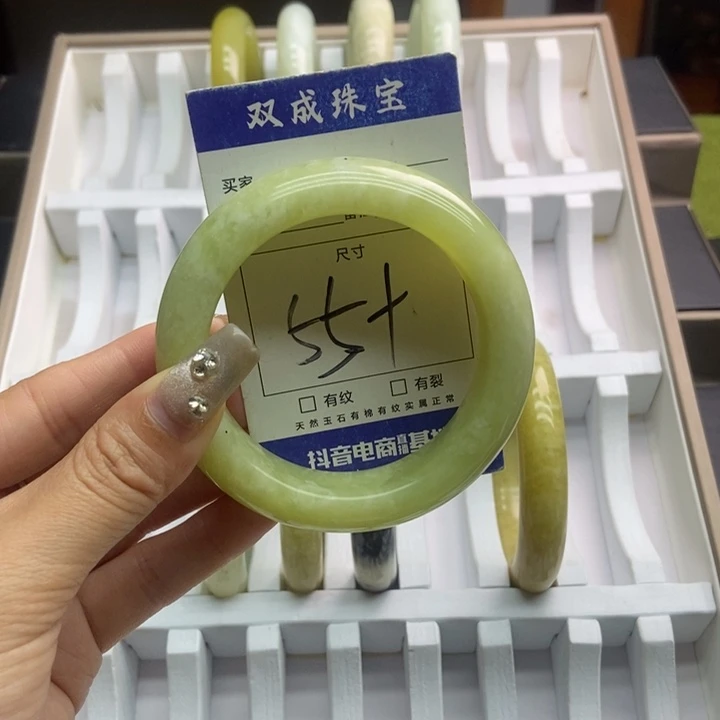 双成珠宝
买家
尺寸
55+
有纹
有裂
天然玉石有棉有纹实属正常
抖音电商